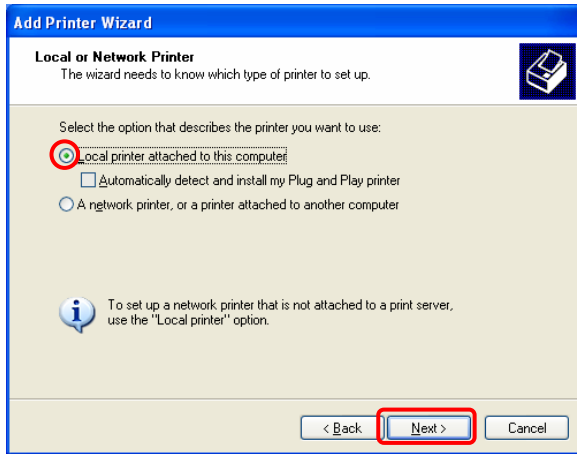 Add Printer Wizard
Local or Network Printer
The wizard needs to know which type of printer to set up.
Select the option that describes the printer you want to use:
Local printer attached to this computer
Automatically detect and install my Plug and Play printer
A network printer, or a printer attached to another computer
To set up a network printer that is not attached to a print server,
use the "Local printer" option.
< Back Next > Cancel